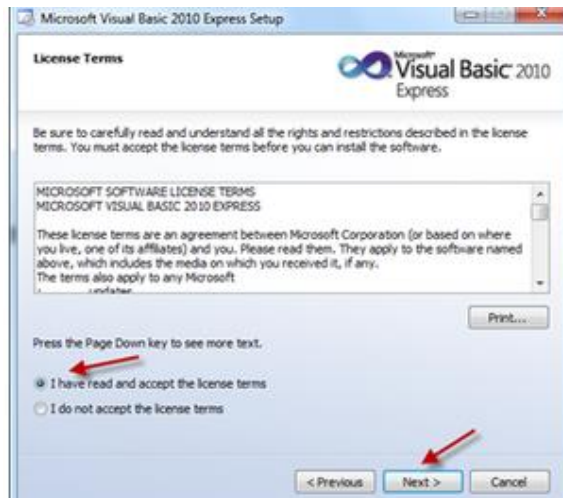 Microsoft Visual Basic 2010 Express Setup
License Terms
Microsoft
Visual Basic 2010
Express
Be sure to carefully read and understand all the rights and restrictions described in the license
terms. You must accept the license terms before you can install the software.
MICROSOFT SOFTWARE LICENSE TERMS
MICROSOFT VISUAL BASIC 2010 EXPRESS
These license terms are an agreement between Microsoft Corporation (or based on where
you live, one of its affiliates) and you. Please read them. They apply to the software named
above, which includes the media on which you received it, if any.
The terms also apply to any Microsoft
updates
Print...
Press the Page Down key to see more text.
I have read and accept the license terms
I do not accept the license terms
< Previous
Next >
Cancel